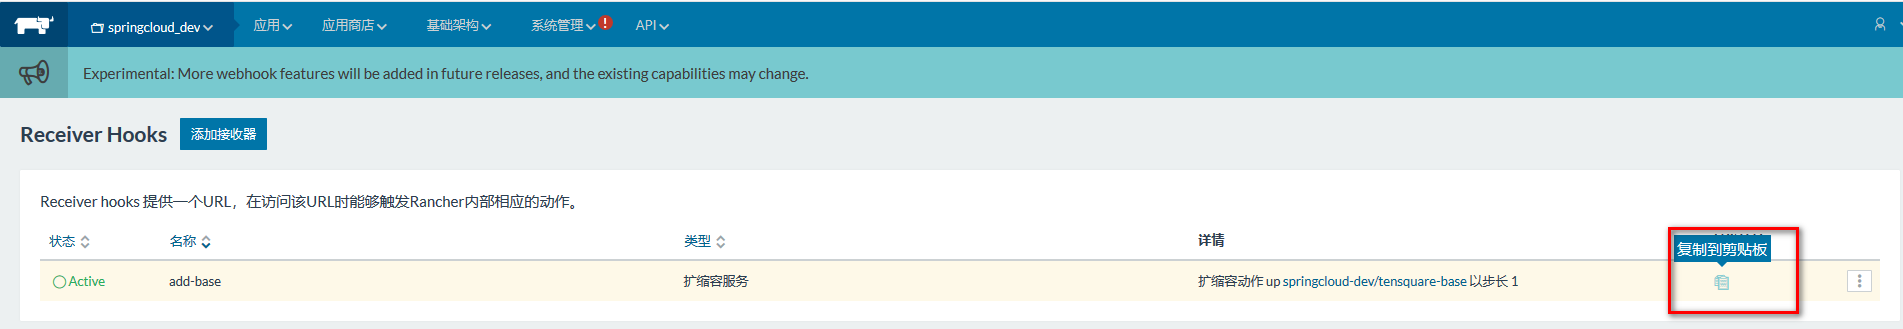 springcloud_dev 应用 应用商店 基础架构 系统管理 ! API
Experimental: More webhook features will be added in future releases, and the existing capabilities may change.
Receiver Hooks 添加接收器
Receiver hooks 提供一个URL，在访问该URL时能够触发Rancher内部相应的动作。
状态 名称 类型 详情
复制到剪贴板
Active add-base 扩缩容服务 扩缩容动作 up springcloud-dev/tensquare-base 以步长 1